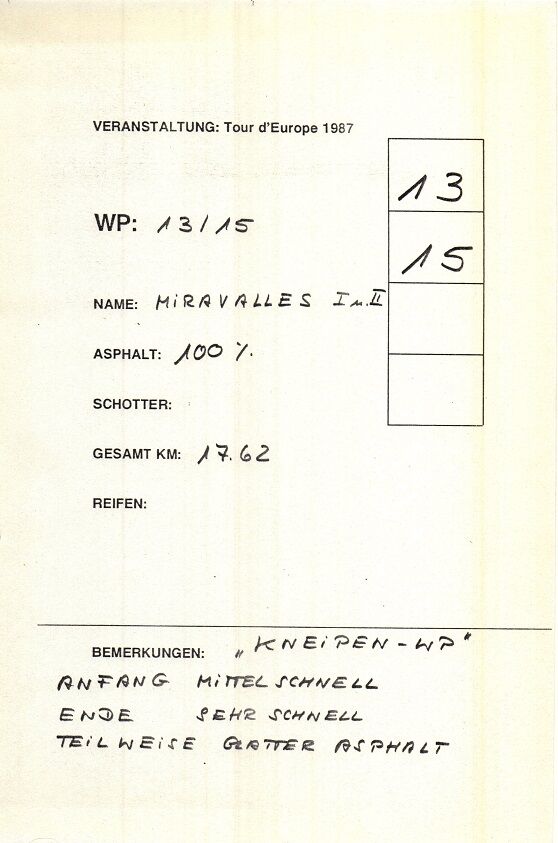 VERANSTALTUNG: Tour d'Europe 1987
13
WP: 13/15
15
NAME: MIRAVALLES I u. II
ASPHALT: 100 %.
SCHOTTER:
GESAMT KM: 17.62
REIFEN:
BEMERKUNGEN: „KNEIPEN-WP"
ANFANG MITTELSCHNELL
ENDE SEHR SCHNELL
TEILWEISE GLATTER ASPHALT